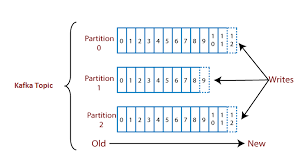 Kafka Topic
Partition
0
0 1 2 3 4 5 6 7 8 9 10 11 12
Partition
1
0 1 2 3 4 5 6 7 8 9
Partition
2
0 1 2 3 4 5 6 7 8 9 10 11 12
Writes
Old
New